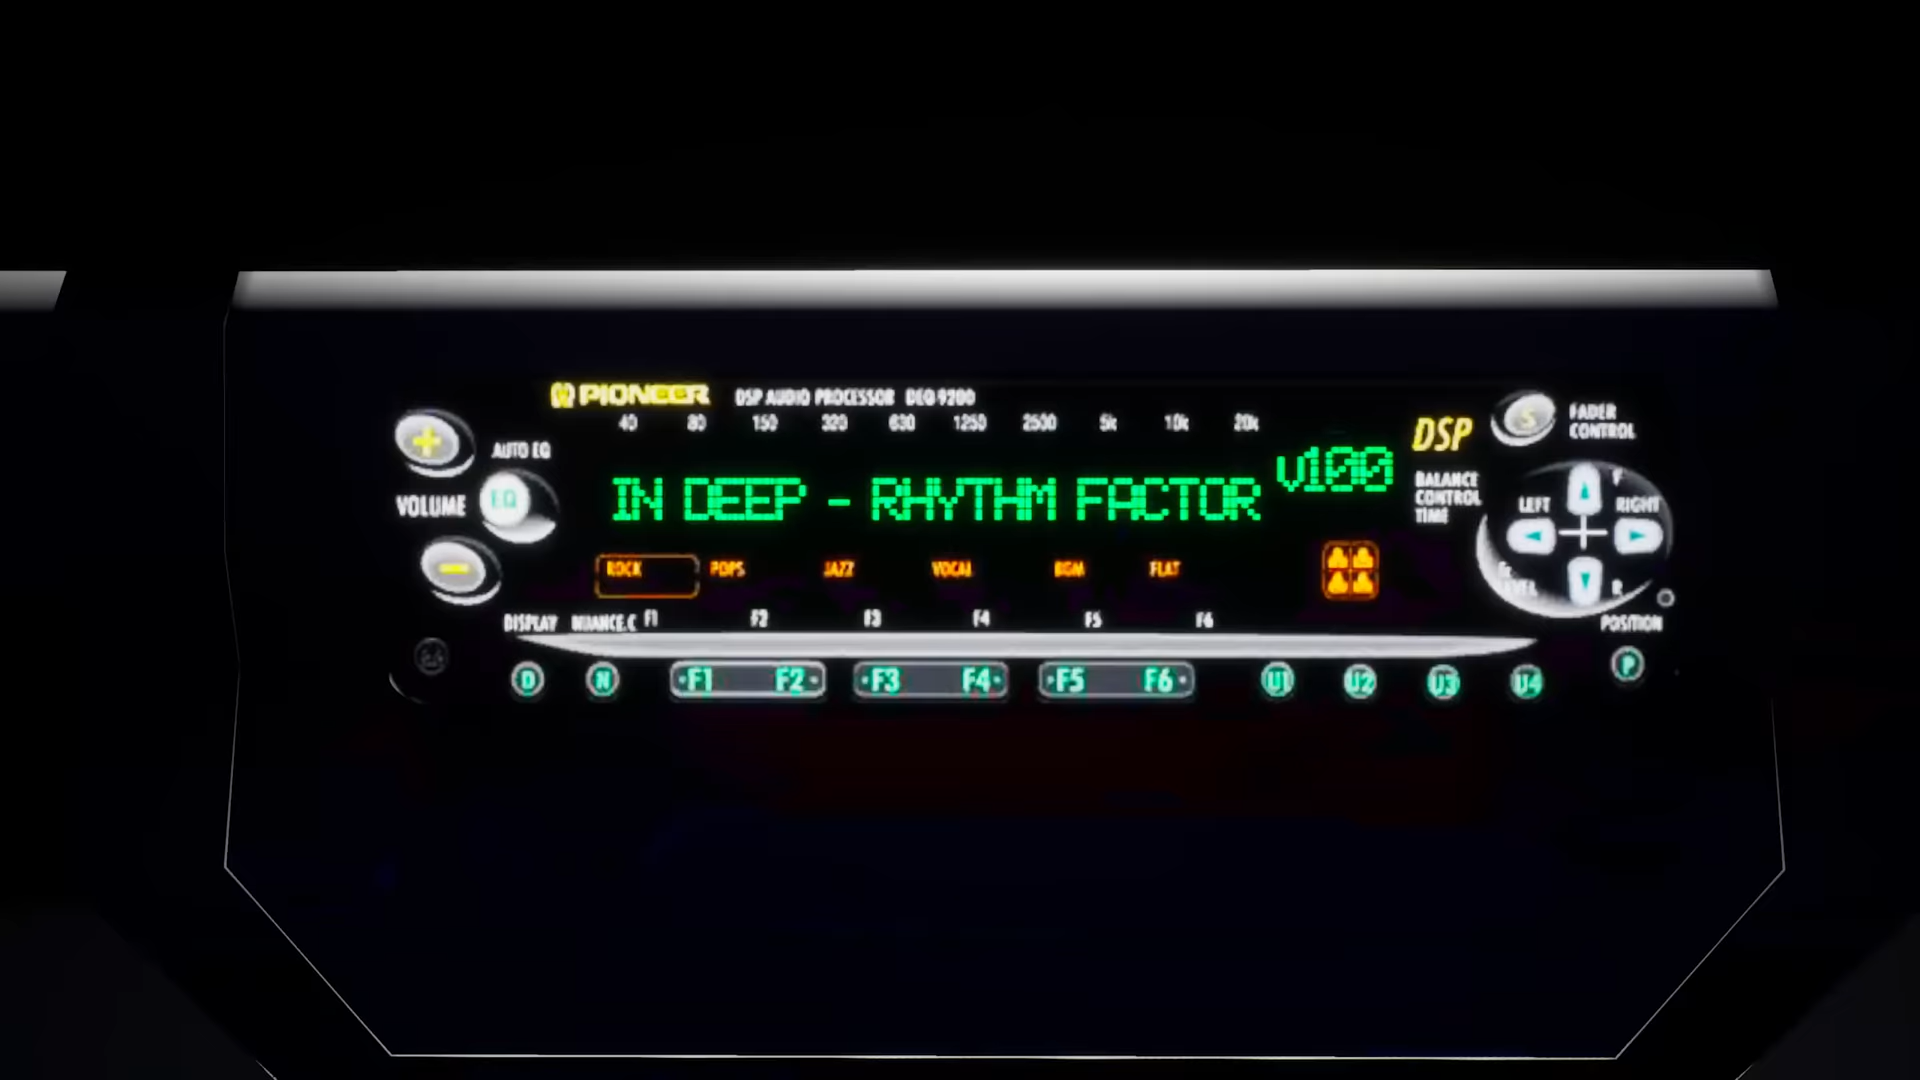 PIONEER DSP AUDIO PROCESSOR DEQ 9200
40 80 150 320 630 1250 2500 5k 10k 20k
DSP
S
FADER
CONTROL
+
AUTO EQ
VOLUME
EQ
IN DEEP - RHYTHM FACTOR
v100
BALANCE
CONTROL
TIME
F
LEFT RIGHT
R
ROCK POPS JAZZ VOCAL BGM FLAT
DISPLAY NUANCE.C F1 F2 F3 F4 F5 F6
POSITION
D N F1 F2 F3 F4 F5 F6 U1 U2 U3 U4 P